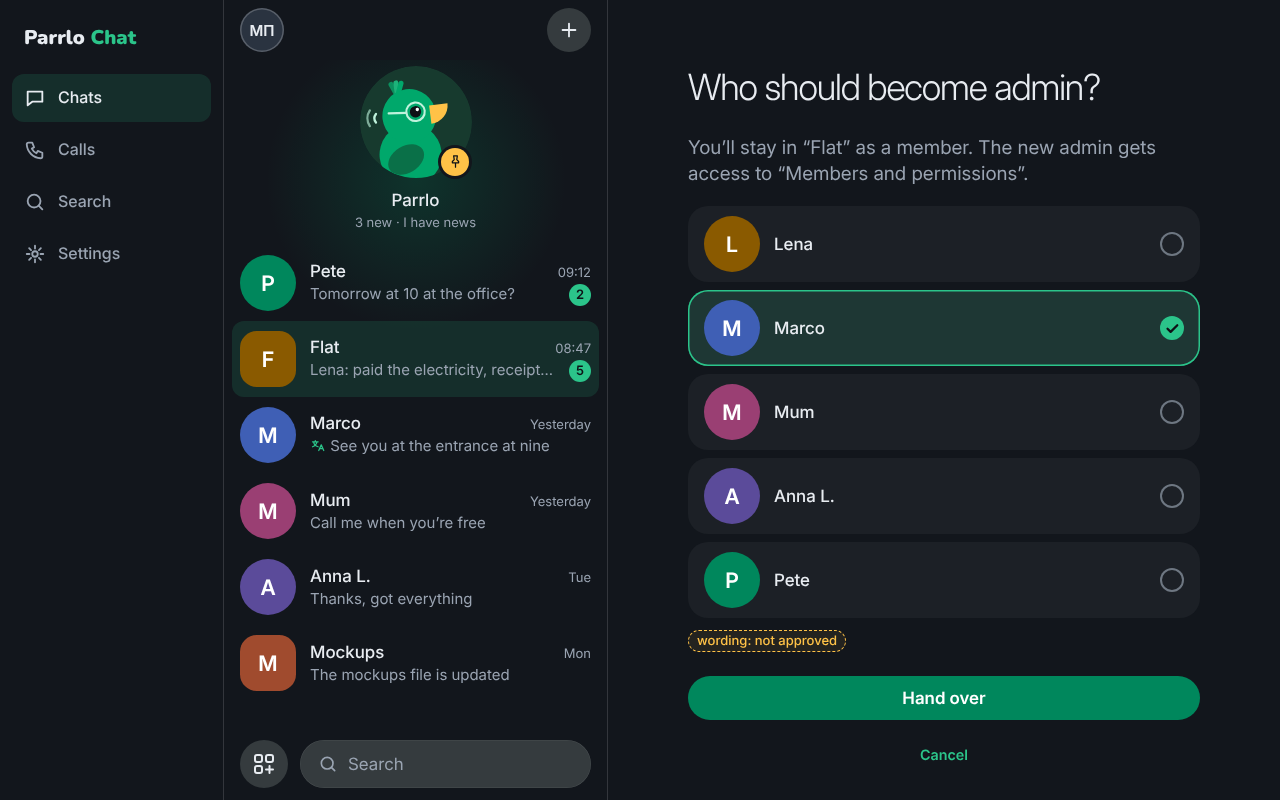 Parrlo Chat
Chats
Calls
Search
Settings
МП
Parrlo
3 new · I have news
P
Pete
09:12
Tomorrow at 10 at the office?
2
F
Flat
08:47
Lena: paid the electricity, receipt...
5
M
Marco
Yesterday
See you at the entrance at nine
M
Mum
Yesterday
Call me when you’re free
A
Anna L.
Tue
Thanks, got everything
M
Mockups
Mon
The mockups file is updated
Search
Who should become admin?
You’ll stay in “Flat” as a member. The new admin gets
access to “Members and permissions”.
L
Lena
M
Marco
M
Mum
A
Anna L.
P
Pete
wording: not approved
Hand over
Cancel